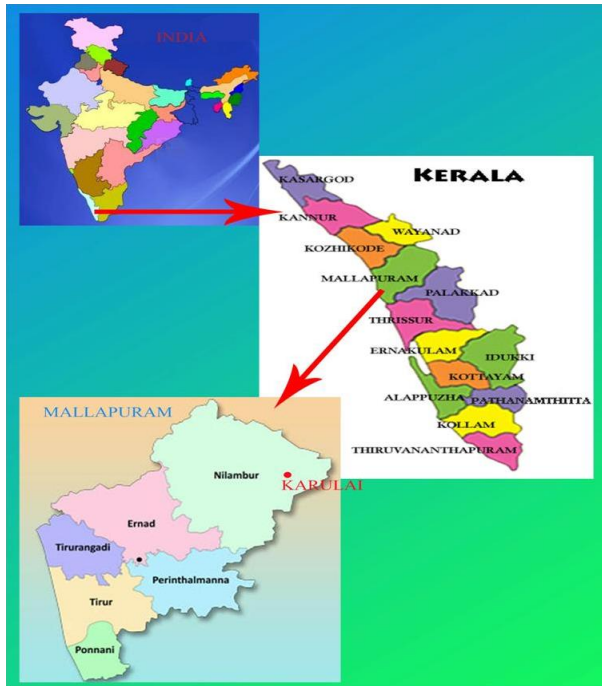 INDIA
KERALA
KASARGOD
KANNUR
WAYANAD
KOZHIKODE
MALLAPURAM
PALAKKAD
THRISSUR
ERNAKULAM
IDUKKI
KOTTAYAM
ALAPPUZHA
PATHANAMTHITTA
KOLLAM
THIRUVANANTHAPURAM
MALLAPURAM
Nilambur
KARULAI
Ernad
Tirurangadi
Perinthalmanna
Tirur
Ponnani